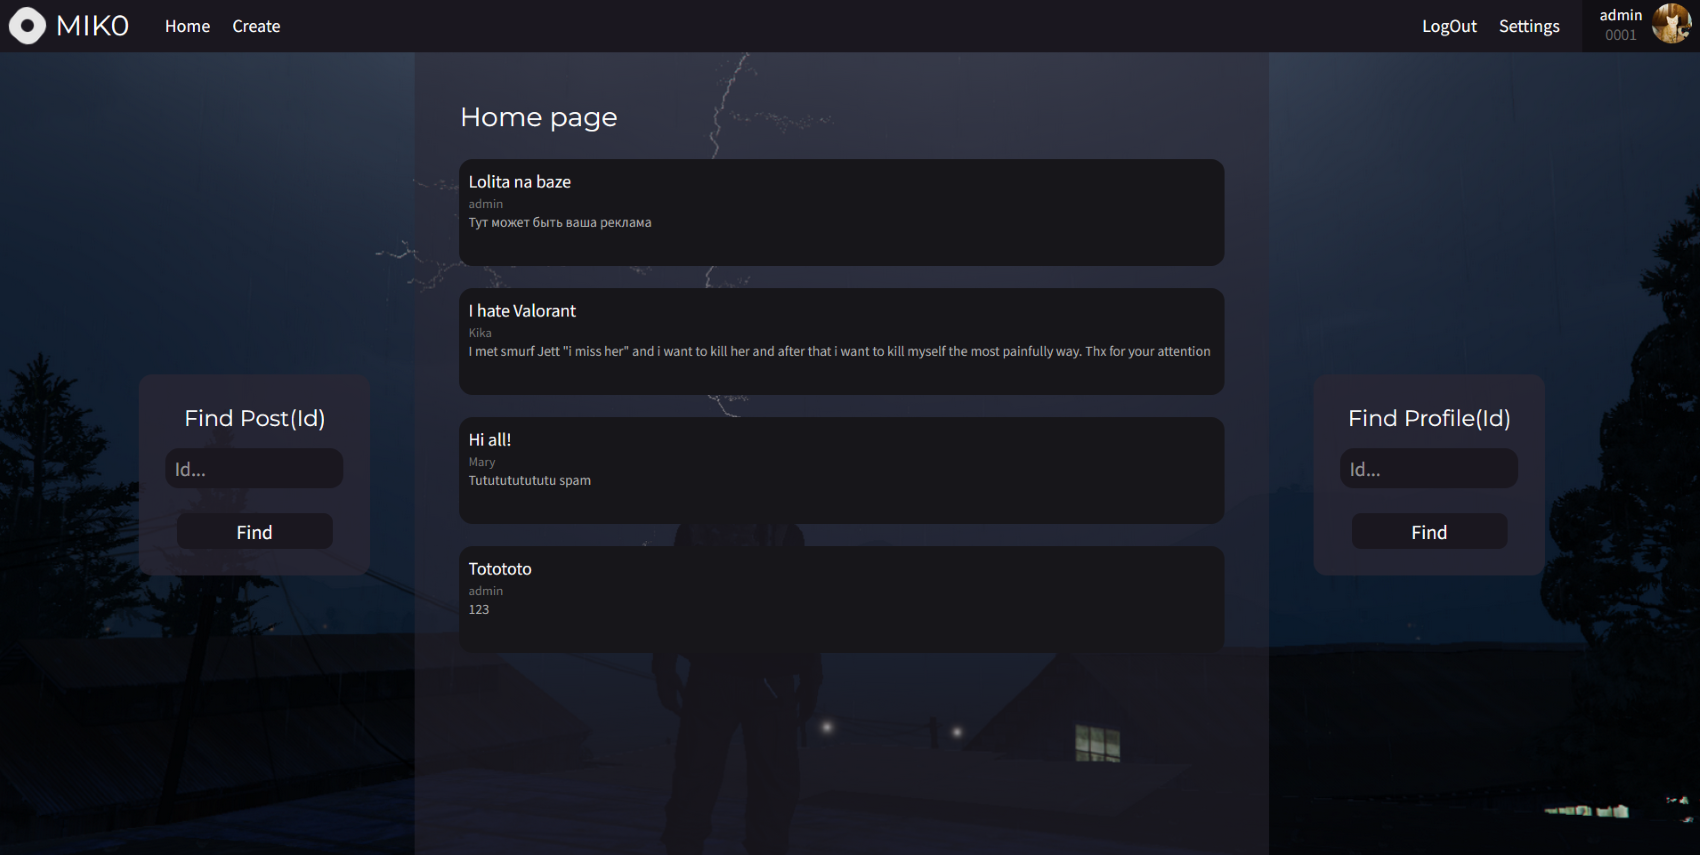 MIKO
Home
Create
LogOut
Settings
admin
0001
Home page
Lolita na baze
admin
Тут может быть ваша реклама
I hate Valorant
Kika
I met smurf Jett "i miss her" and i want to kill her and after that i want to kill myself the most painfully way. Thx for your attention
Hi all!
Mary
Tutututututu​tu spam
Totototo
admin
123
Find Post(Id)
Id...
Find
Find Profile(Id)
Id...
Find